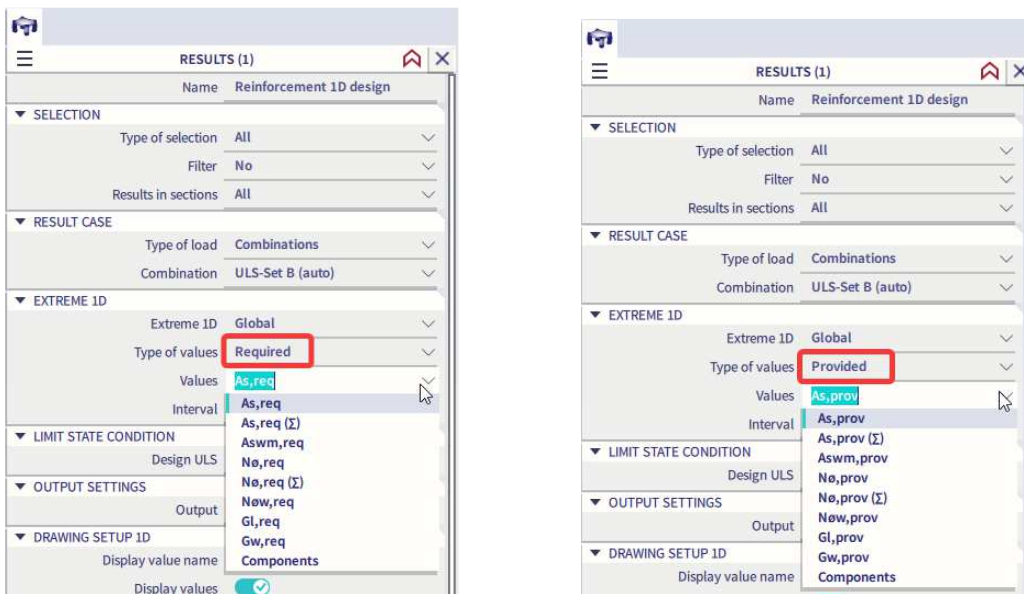 RESULTS (1)
Name Reinforcement 1D design
SELECTION
Type of selection All
Filter No
Results in sections All
RESULT CASE
Type of load Combinations
Combination ULS-Set B (auto)
EXTREME 1D
Extreme 1D Global
Type of values Required
Values As,req
Interval As,req
As,req (Σ)
LIMIT STATE CONDITION Aswm,req
Design ULS Nø,req
Nø,req (Σ)
OUTPUT SETTINGS
Nøw,req
Output Gl,req
DRAWING SETUP 1D Gw,req
Display value name Components
Display values
RESULTS (1)
Name Reinforcement 1D design
SELECTION
Type of selection All
Filter No
Results in sections All
RESULT CASE
Type of load Combinations
Combination ULS-Set B (auto)
EXTREME 1D
Extreme 1D Global
Type of values Provided
Values As,prov
Interval As,prov
As,prov (Σ)
LIMIT STATE CONDITION Aswm,prov
Design ULS Nø,prov
Nø,prov (Σ)
OUTPUT SETTINGS
Nøw,prov
Output Gl,prov
DRAWING SETUP 1D Gw,prov
Display value name Components